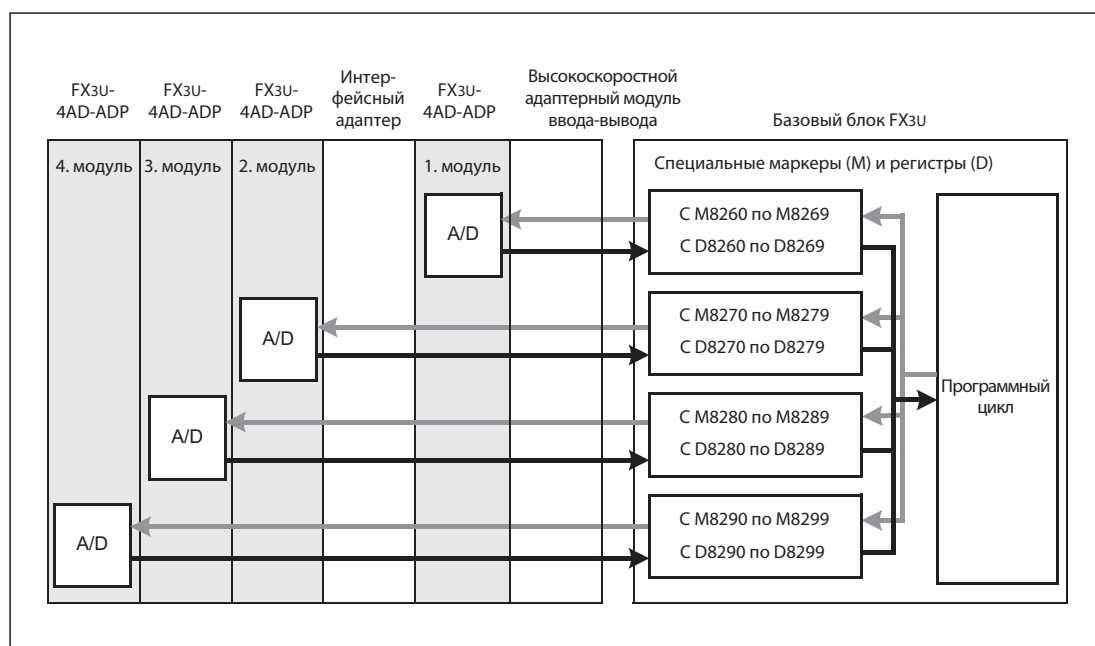 FX3U-
4AD-ADP
FX3U-
4AD-ADP
FX3U-
4AD-ADP
Интер-
фейсный
адаптер
FX3U-
4AD-ADP
Высокоскоростной
адаптерный модуль
ввода-вывода
Базовый блок FX3U
4. модуль
3. модуль
2. модуль
1. модуль
Специальные маркеры (M) и регистры (D)
A/D
С M8260 по M8269
С D8260 по D8269
A/D
С M8270 по M8279
С D8270 по D8279
Программный
цикл
A/D
С M8280 по M8289
С D8280 по D8289
A/D
С M8290 по M8299
С D8290 по D8299